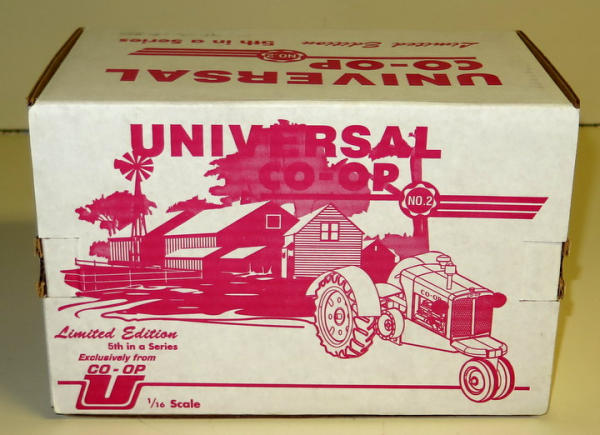 Limited Edition
5th in a Series
NO.2
UNIVERSAL
CO-OP
UNIVERSAL
CO-OP
NO.2
CO-OP
Limited Edition
5th in a Series
Exclusively from
CO-OP
U
1/16 Scale